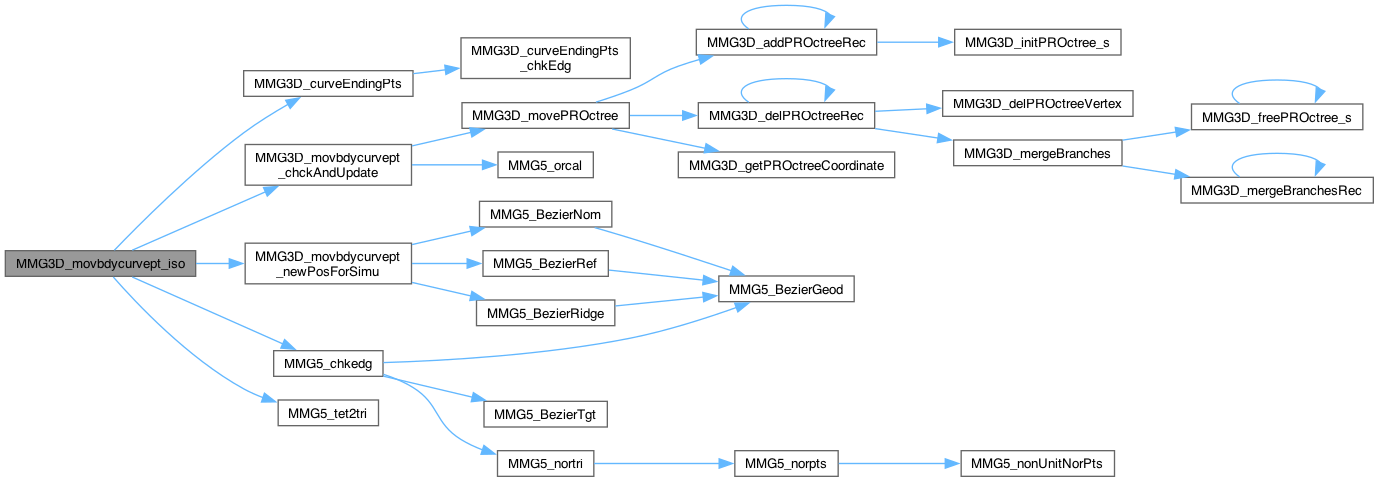 MMG3D_movbdycurvept_iso
MMG3D_curveEndingPts
MMG3D_curveEndingPts
_chkEdg
MMG3D_movbdycurvept
_chckAndUpdate
MMG3D_movePROctree
MMG3D_addPROctreeRec
MMG3D_initPROctree_s
MMG3D_delPROctreeRec
MMG3D_delPROctreeVertex
MMG3D_mergeBranches
MMG3D_freePROctree_s
MMG3D_mergeBranchesRec
MMG3D_getPROctreeCoordinate
MMG5_orcal
MMG3D_movbdycurvept
_newPosForSimu
MMG5_BezierNom
MMG5_BezierRef
MMG5_BezierRidge
MMG5_BezierGeod
MMG5_chkedg
MMG5_BezierTgt
MMG5_nortri
MMG5_norpts
MMG5_nonUnitNorPts
MMG5_tet2tri